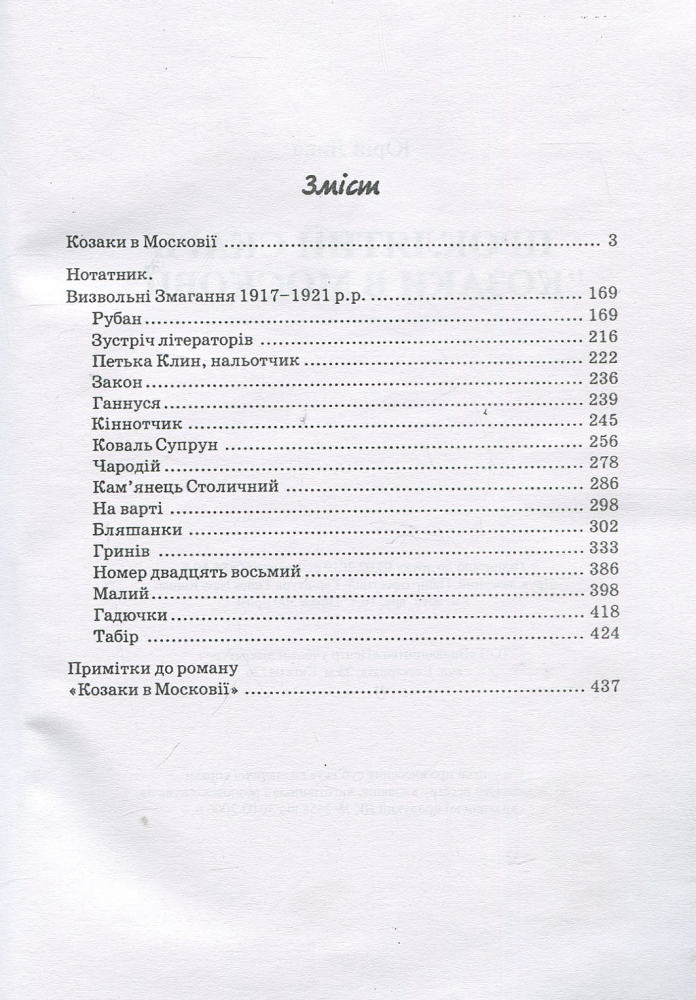 Зміст
Козаки в Московії ..... 3
Нотатник.
Визвольні Змагання 1917–1921 р.р. ..... 169
Рубан ..... 169
Зустріч літераторів ..... 216
Петька Клин, нальотчик ..... 222
Закон ..... 236
Ганнуся ..... 239
Кіннотчик ..... 245
Коваль Супрун ..... 256
Чародій ..... 278
Кам’янець Столичний ..... 286
На варті ..... 298
Бляшанки ..... 302
Гринів ..... 333
Номер двадцять восьмий ..... 386
Малий ..... 398
Гадючки ..... 418
Табір ..... 424
Примітки до роману
«Козаки в Московії» ..... 437